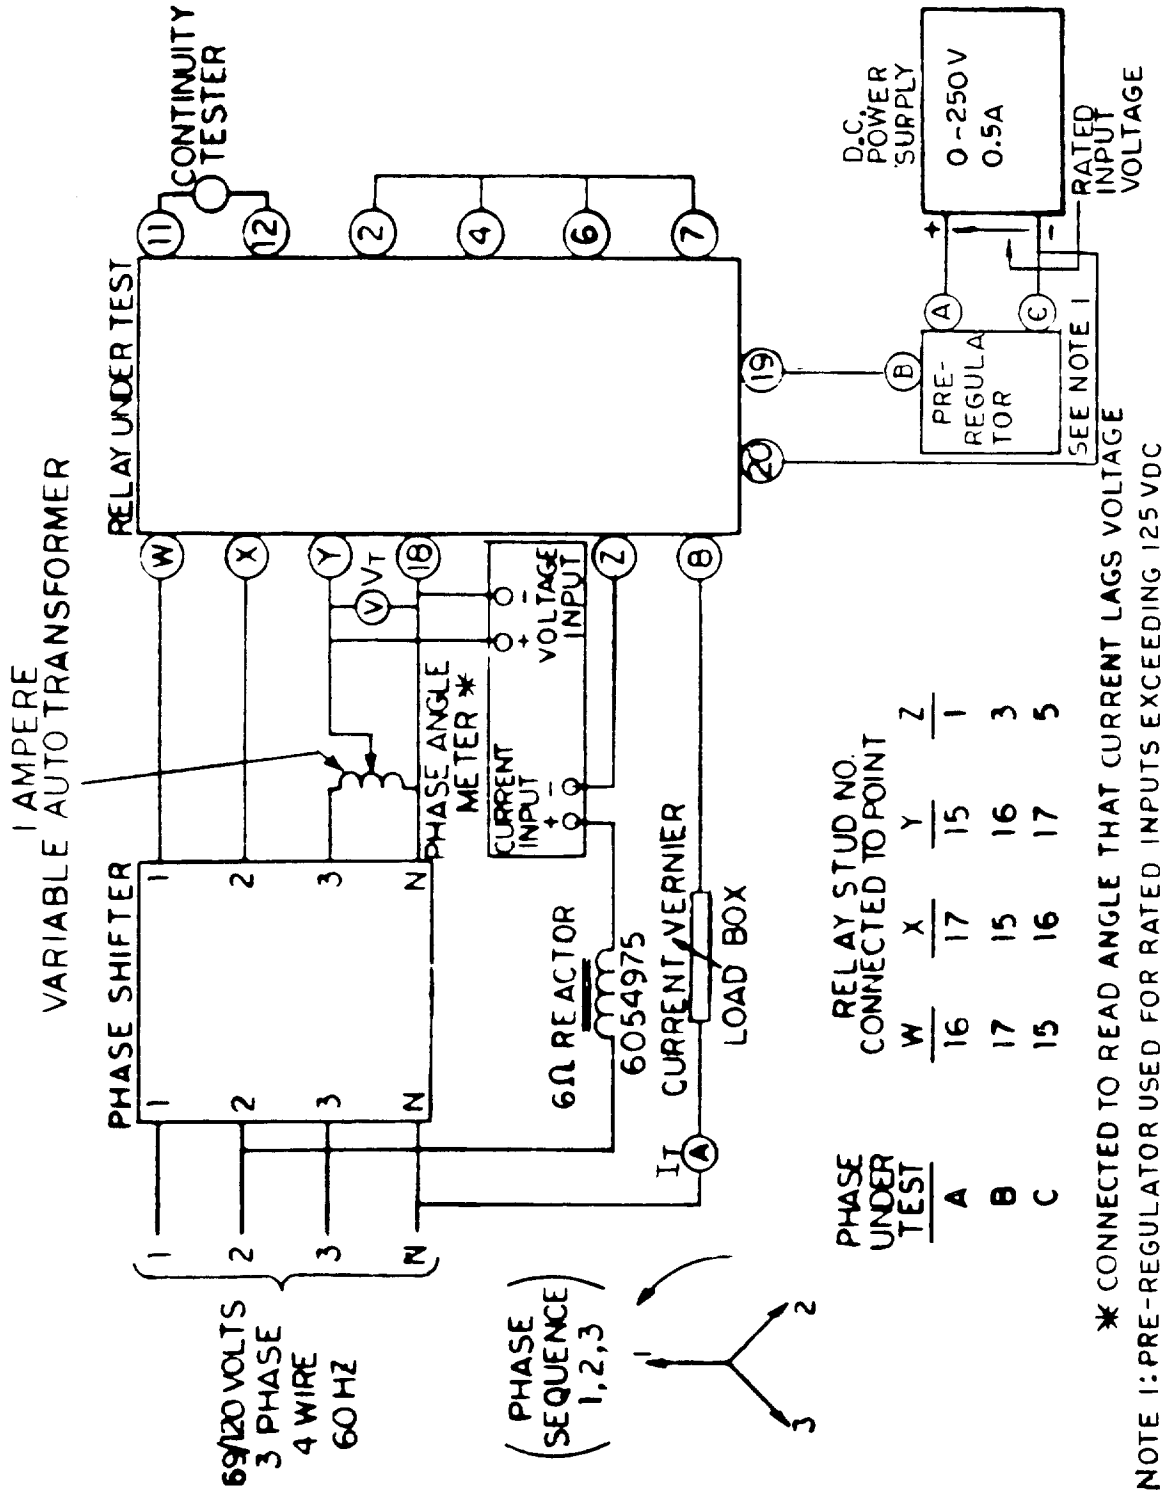 1 AMPERE
VARIABLE AUTO TRANSFORMER
PHASE SHIFTER
RELAY UNDER TEST
CONTINUITY
TESTER
69/120 VOLTS
3 PHASE
4 WIRE
60 HZ
1
2
3
N
1
2
3
N
1
2
3
N
W
X
Y
18
Z
B
V
VT
11
12
2
4
6
7
19
20
PHASE ANGLE
METER *
CURRENT
INPUT
+ -
VOLTAGE
INPUT
+ -
6Ω REACTOR
6054975
CURRENT VERNIER
LOAD BOX
IT
A
(PHASE
SEQUENCE
1,2,3)
1
2
3
D.C.
POWER
SUPPLY
0-250V
0.5A
+
-
RATED
INPUT
VOLTAGE
A
B
C
PRE-
REGULA
TOR
SEE NOTE 1
PHASE
UNDER
TEST
RELAY STUD NO.
CONNECTED TO POINT
W X Y Z
A 16 17 15 1
B 17 15 16 3
C 15 16 17 5
* CONNECTED TO READ ANGLE THAT CURRENT LAGS VOLTAGE
NOTE 1: PRE-REGULATOR USED FOR RATED INPUTS EXCEEDING 125 VDC